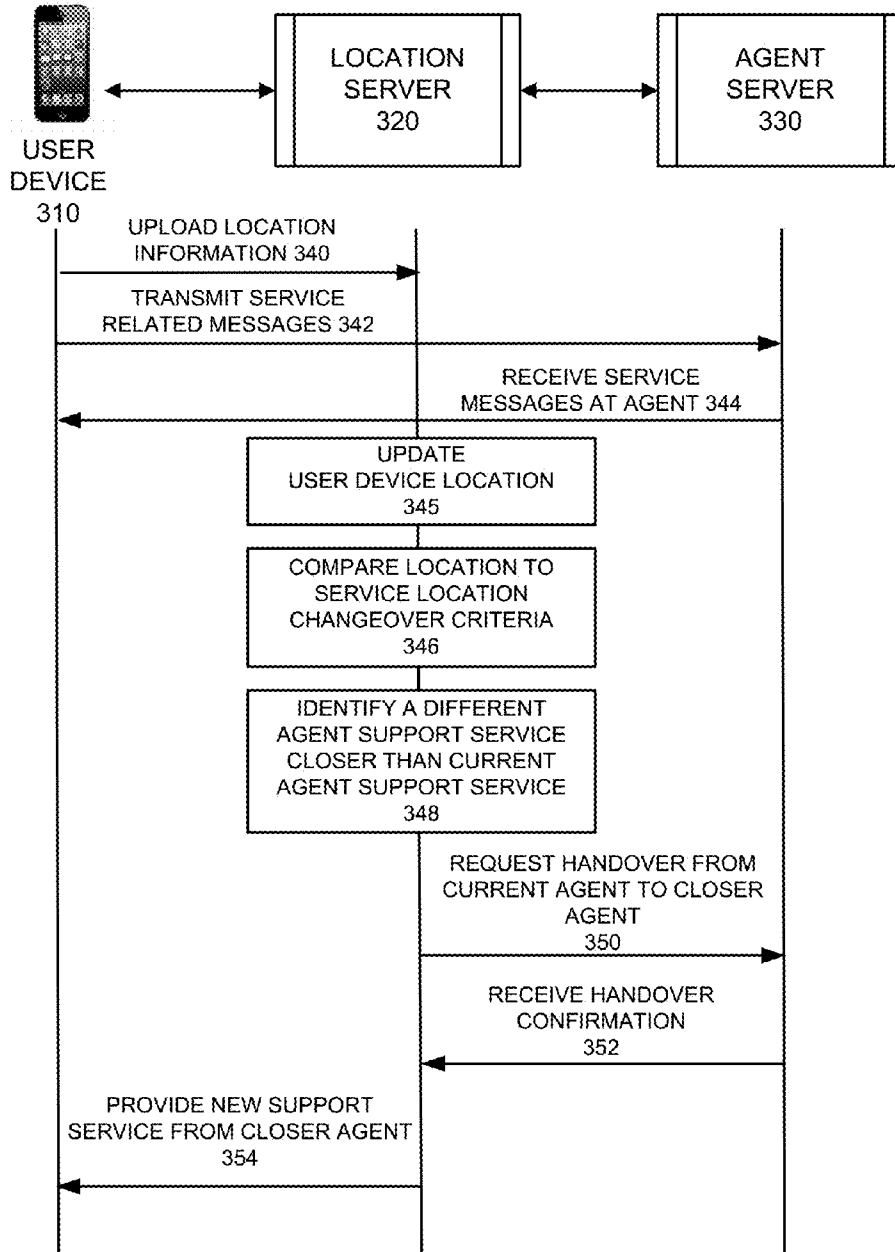 USER
DEVICE
310
LOCATION
SERVER
320
AGENT
SERVER
330
UPLOAD LOCATION
INFORMATION 340
TRANSMIT SERVICE
RELATED MESSAGES 342
RECEIVE SERVICE
MESSAGES AT AGENT 344
UPDATE
USER DEVICE LOCATION
345
COMPARE LOCATION TO
SERVICE LOCATION
CHANGEOVER CRITERIA
346
IDENTIFY A DIFFERENT
AGENT SUPPORT SERVICE
CLOSER THAN CURRENT
AGENT SUPPORT SERVICE
348
REQUEST HANDOVER FROM
CURRENT AGENT TO CLOSER
AGENT
350
RECEIVE HANDOVER
CONFIRMATION
352
PROVIDE NEW SUPPORT
SERVICE FROM CLOSER AGENT
354